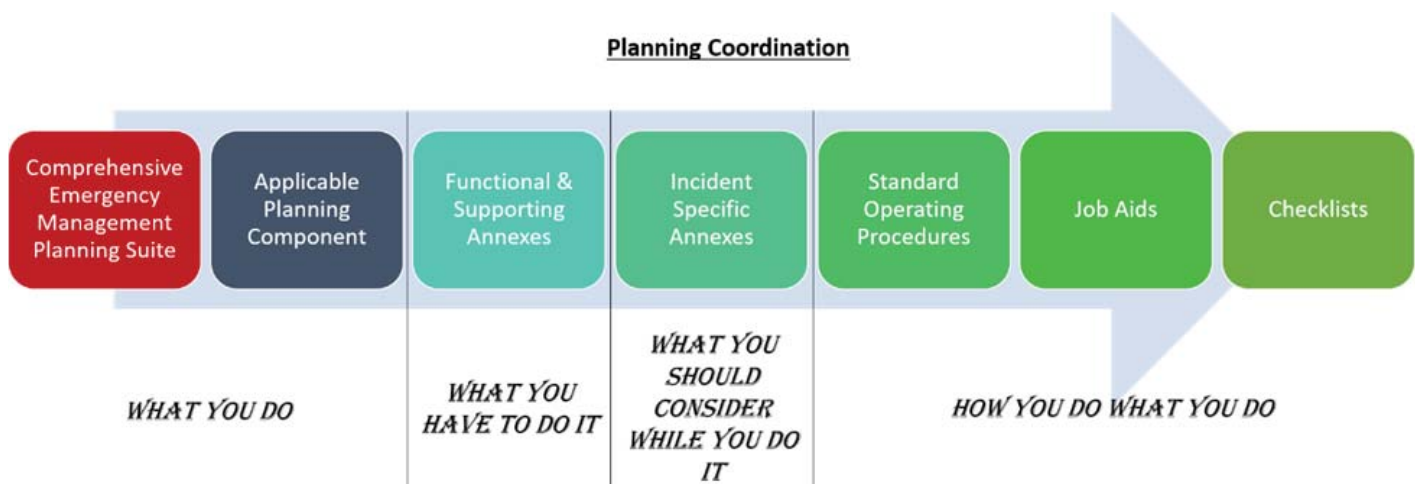 Planning Coordination
Comprehensive
Emergency
Management
Planning Suite
Applicable
Planning
Component
Functional &
Supporting
Annexes
Incident
Specific
Annexes
Standard
Operating
Procedures
Job Aids
Checklists
WHAT YOU DO
WHAT YOU
HAVE TO DO IT
WHAT YOU
SHOULD
CONSIDER
WHILE YOU DO
IT
HOW YOU DO WHAT YOU DO